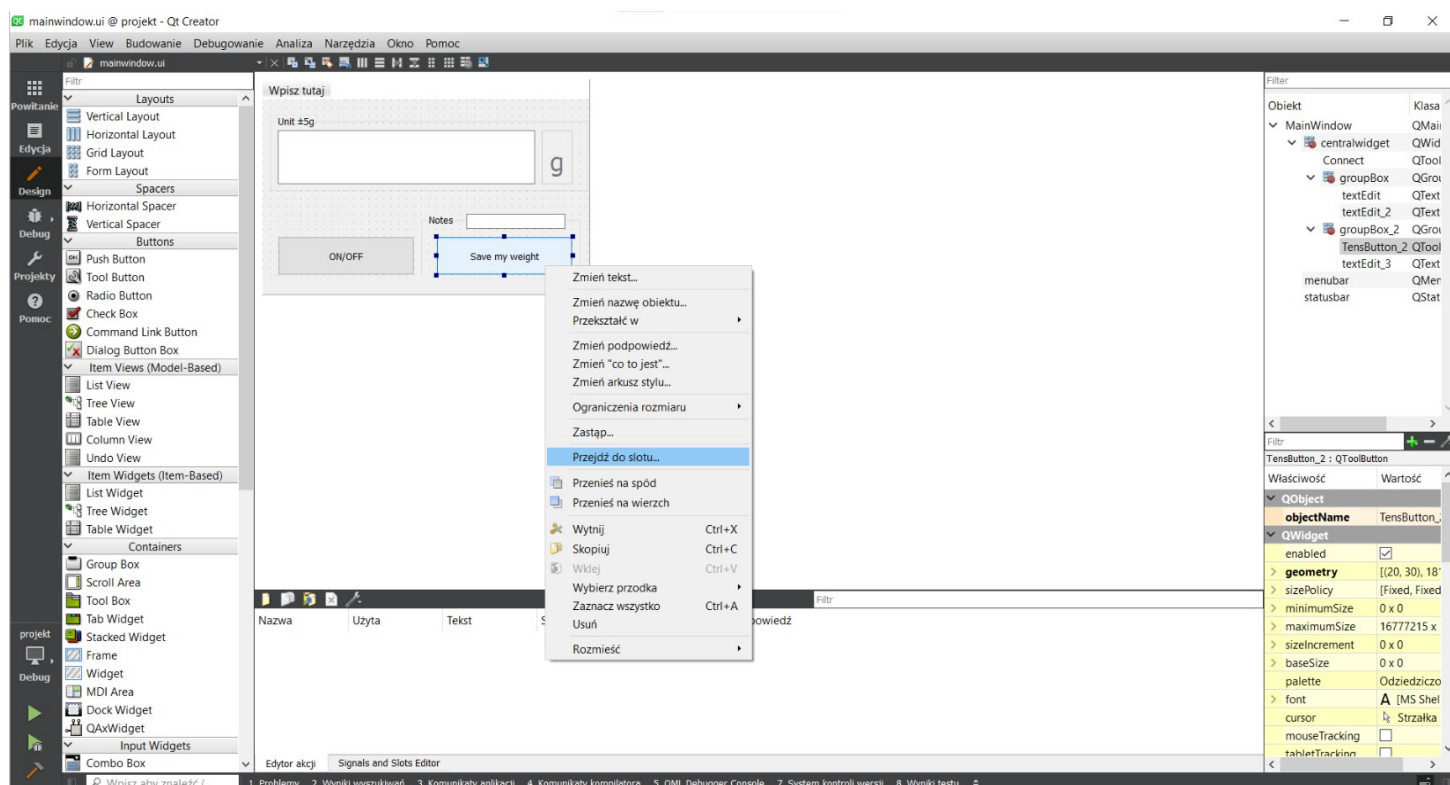 mainwindow.ui @ projekt - Qt Creator
Plik Edycja View Budowanie Debugowanie Analiza Narzędzia Okno Pomoc
mainwindow.ui
Powitanie
Edycja
Design
Debug
Projekty
Pomoc
projekt
Debug
Filtr
Layouts
Vertical Layout
Horizontal Layout
Grid Layout
Form Layout
Spacers
Horizontal Spacer
Vertical Spacer
Buttons
Push Button
Tool Button
Radio Button
Check Box
Command Link Button
Dialog Button Box
Item Views (Model-Based)
List View
Tree View
Table View
Column View
Undo View
Item Widgets (Item-Based)
List Widget
Tree Widget
Table Widget
Containers
Group Box
Scroll Area
Tool Box
Tab Widget
Stacked Widget
Frame
Widget
MDI Area
Dock Widget
QAxWidget
Input Widgets
Combo Box
Wpisz tutaj
Unit ±5g
g
Notes
ON/OFF
Save my weight
Zmień tekst...
Zmień nazwę obiektu...
Przekształć w
Zmień podpowiedź...
Zmień "co to jest"...
Zmień arkusz stylu...
Ograniczenia rozmiaru
Zastąp...
Przejdź do slotu...
Przenieś na spód
Przenieś na wierzch
Wytnij Ctrl+X
Skopiuj Ctrl+C
Wklej Ctrl+V
Wybierz przodka
Zaznacz wszystko Ctrl+A
Usuń
Rozmieść
Filtr
Nazwa Użyta Tekst S powiedź
Edytor akcji Signals and Slots Editor
Filter
Obiekt Klasa
MainWindow QMai
centralwidget QWid
Connect QTool
groupBox QGrou
textEdit QText
textEdit_2 QText
groupBox_2 QGrou
TensButton_2 QTool
textEdit_3 QText
menubar QMen
statusbar QStat
Filtr
TensButton_2 : QToolButton
Właściwość Wartość
QObject
objectName TensButton_
QWidget
enabled
geometry [(20, 30), 18
sizePolicy [Fixed, Fixed
minimumSize 0 x 0
maximumSize 16777215 x
sizeIncrement 0 x 0
baseSize 0 x 0
palette Odziedziczo
font A [MS Shel
cursor Strzałka
mouseTracking
tabletTracking
Wpisz aby znaleźć (
1 Problemy 2 Wyniki wyszukiwań 3 Komunikaty aplikacji 4 Komunikaty kompilatora 5 QML Debugger Console 7 System kontroli wersji 8 Wyniki testu